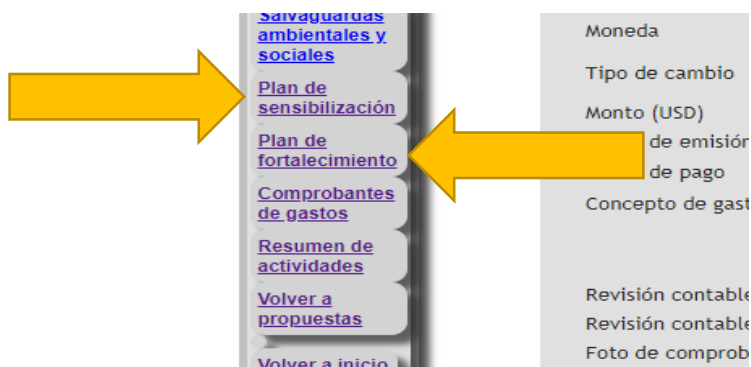 Salvaguardas
ambientales y
sociales
Plan de
sensibilización
Plan de
fortalecimiento
Comprobantes
de gastos
Resumen de
actividades
Volver a
propuestas
Volver a inicio
Moneda
Tipo de cambio
Monto (USD)
de emisión
de pago
Concepto de gast
Revisión contable
Revisión contable
Foto de comprob